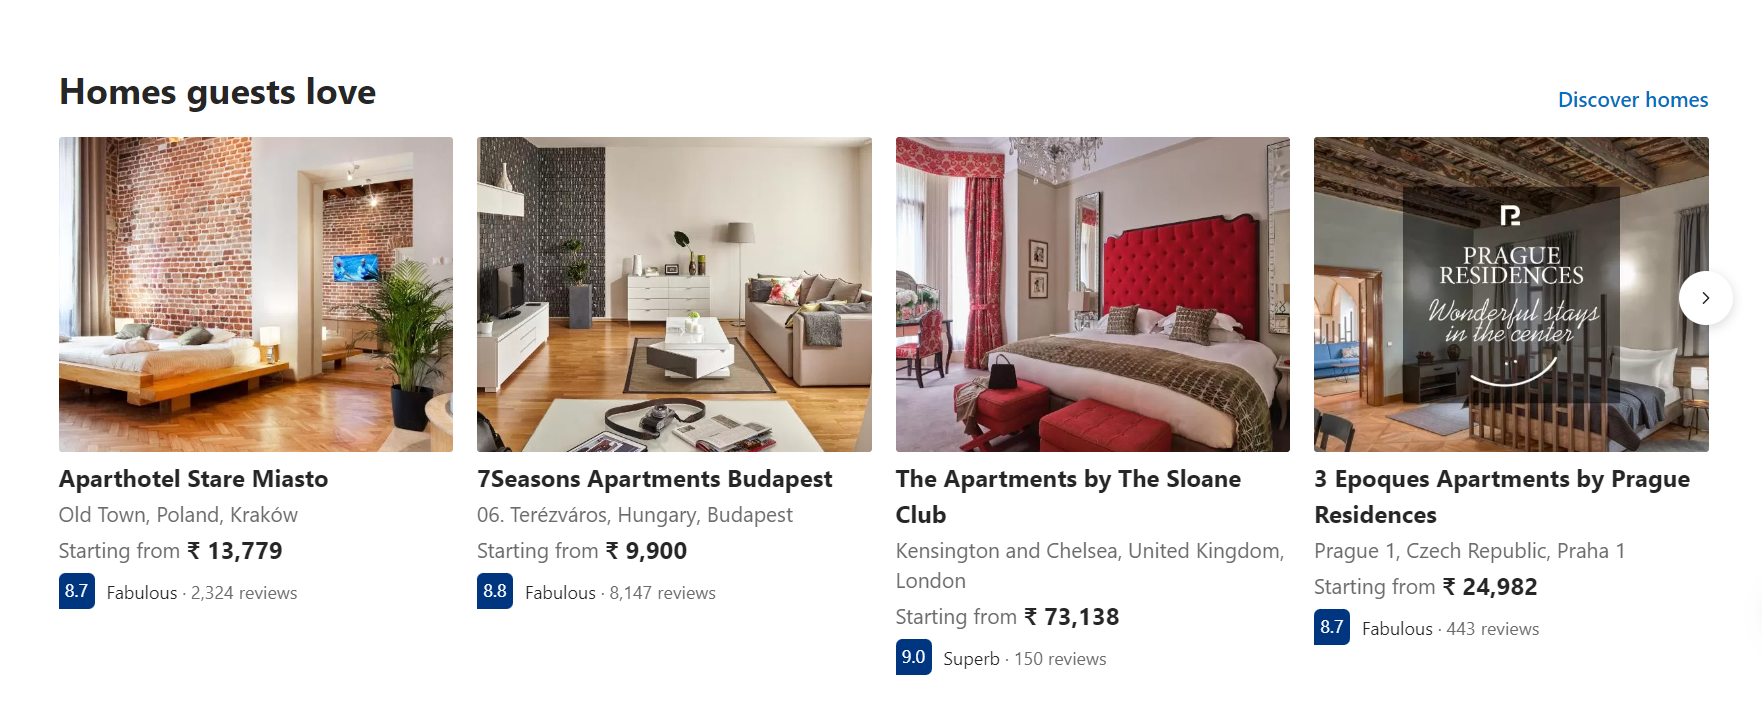 Homes guests love
Discover homes
PRAGUE
RESIDENCES
Wonderful stays
in the center
Aparthotel Stare Miasto
Old Town, Poland, Kraków
Starting from ₹ 13,779
8.7 Fabulous · 2,324 reviews
7Seasons Apartments Budapest
06. Terézváros, Hungary, Budapest
Starting from ₹ 9,900
8.8 Fabulous · 8,147 reviews
The Apartments by The Sloane
Club
Kensington and Chelsea, United Kingdom,
London
Starting from ₹ 73,138
9.0 Superb · 150 reviews
3 Epoques Apartments by Prague
Residences
Prague 1, Czech Republic, Praha 1
Starting from ₹ 24,982
8.7 Fabulous · 443 reviews